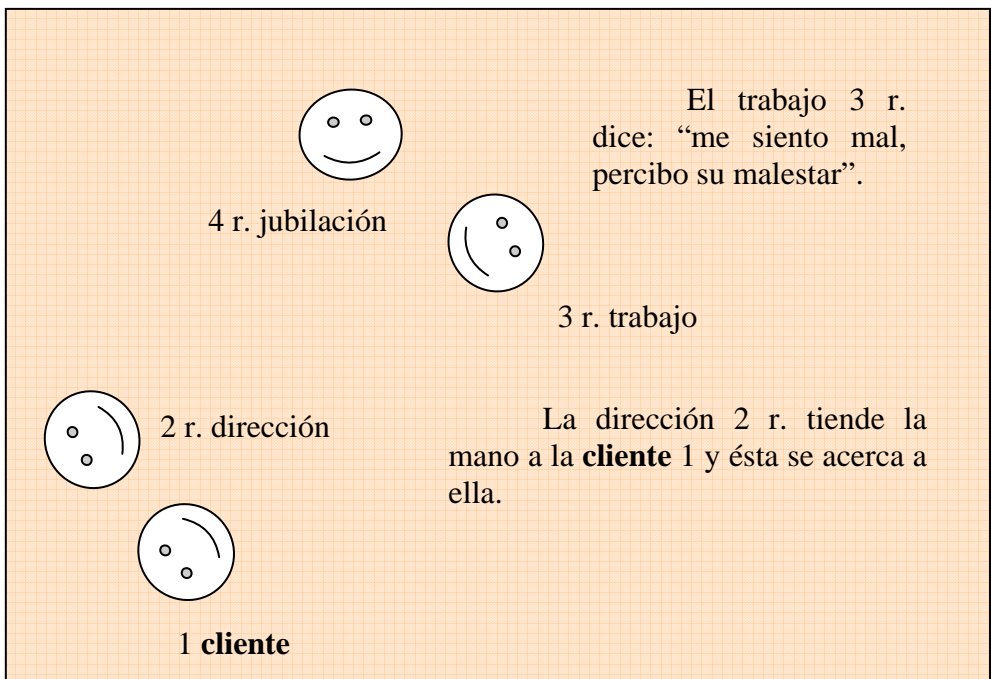 El trabajo 3 r.
dice: “me siento mal,
percibo su malestar”.
4 r. jubilación
3 r. trabajo
2 r. dirección
La dirección 2 r. tiende la
mano a la cliente 1 y ésta se acerca a
ella.
1 cliente